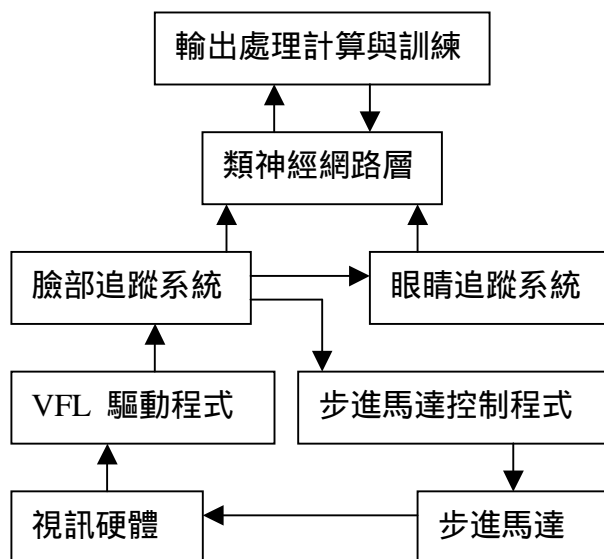 輸出處理計算與訓練
類神經網路層
臉部追蹤系統
眼睛追蹤系統
VFL 驅動程式
步進馬達控制程式
視訊硬體
步進馬達